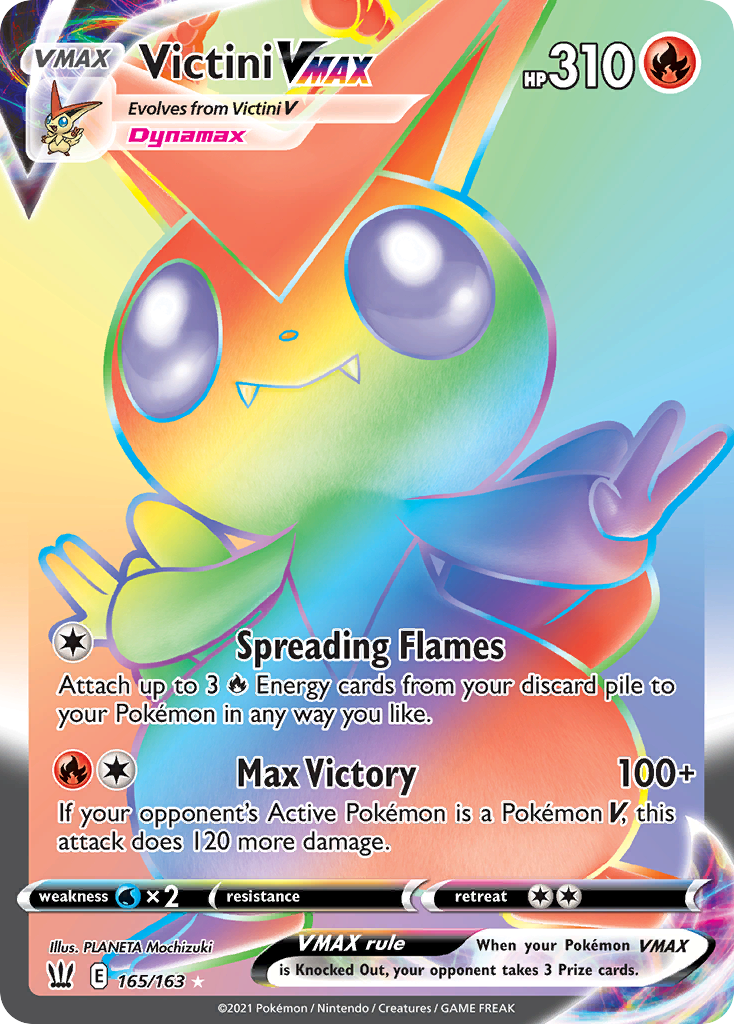 VMAX
Victini VMAX
HP 310
Evolves from Victini V
Dynamax
Spreading Flames
Attach up to 3 Energy cards from your discard pile to
your Pokémon in any way you like.
Max Victory 100+
If your opponent's Active Pokémon is a Pokémon V, this
attack does 120 more damage.
weakness ×2 resistance retreat
Illus. PLANETA Mochizuki
VMAX rule When your Pokémon VMAX
is Knocked Out, your opponent takes 3 Prize cards.
E 165/163
©2021 Pokémon / Nintendo / Creatures / GAME FREAK